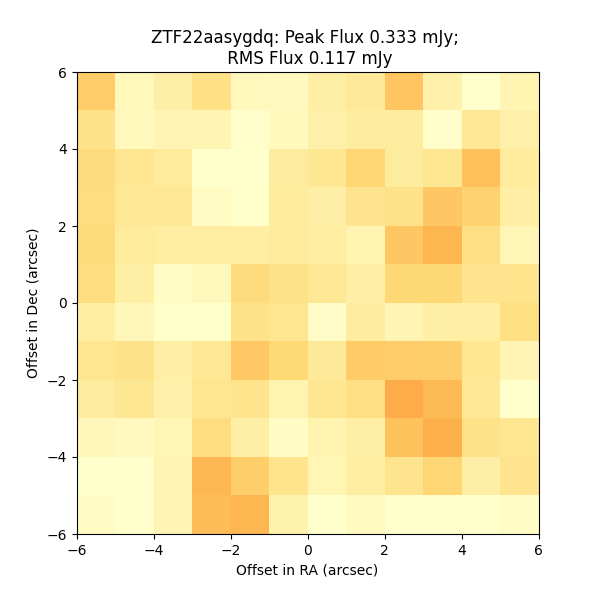 ZTF22aasygdq: Peak Flux 0.333 mJy;
RMS Flux 0.117 mJy
6
4
2
0
−2
−4
−6
Offset in Dec (arcsec)
−6 −4 −2 0 2 4 6
Offset in RA (arcsec)